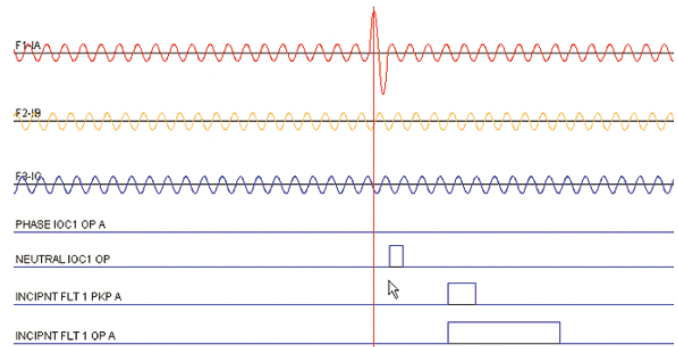 F1-IA
F2-IB
F3-IC
PHASE IOC1 OP A
NEUTRAL IOC1 OP
INCIPNT FLT 1 PKP A
INCIPNT FLT 1 OP A